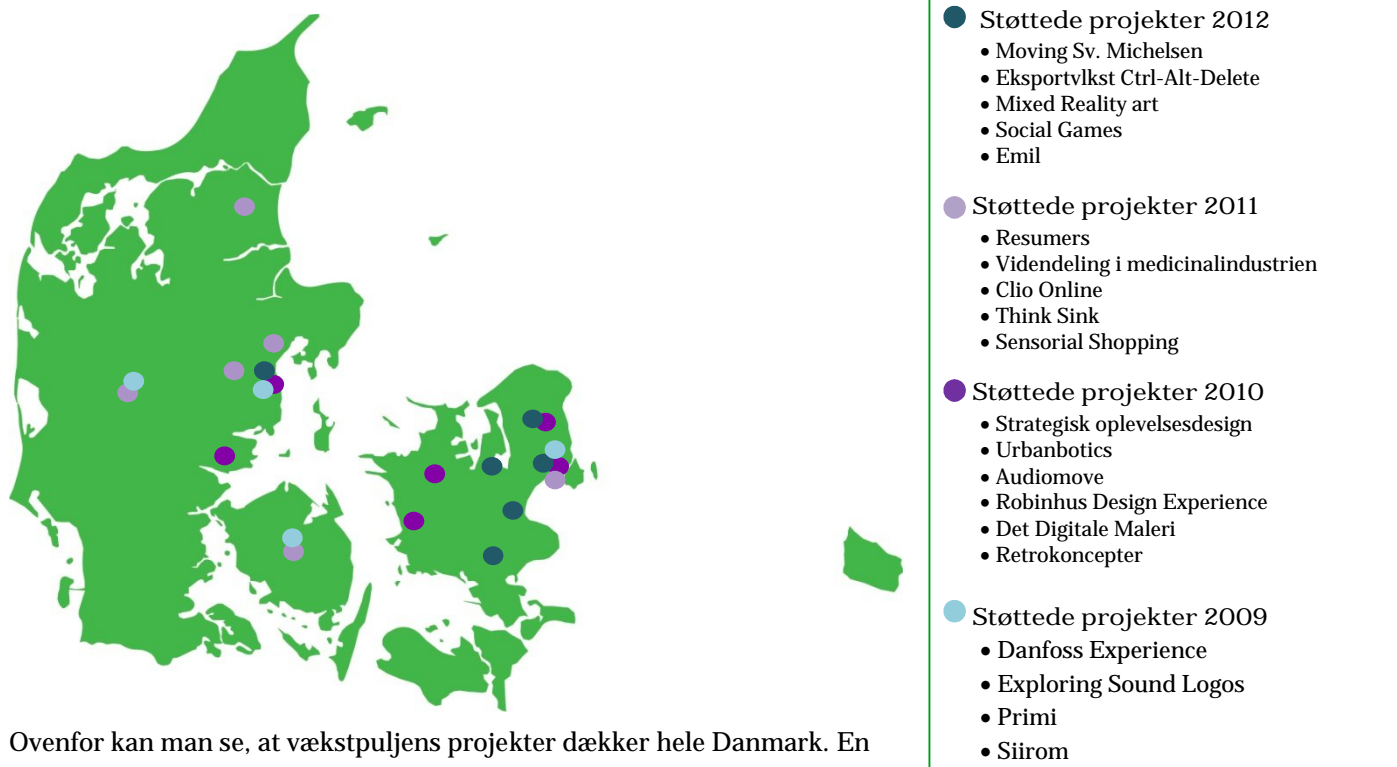 Støttede projekter 2012
• Moving Sv. Michelsen
• Eksportvlkst Ctrl-Alt-Delete
• Mixed Reality art
• Social Games
• Emil
Støttede projekter 2011
• Resumers
• Videndeling i medicinalindustrien
• Clio Online
• Think Sink
• Sensorial Shopping
Støttede projekter 2010
• Strategisk oplevelsesdesign
• Urbanbotics
• Audiomove
• Robinhus Design Experience
• Det Digitale Maleri
• Retrokoncepter
Støttede projekter 2009
• Danfoss Experience
• Exploring Sound Logos
• Primi
• Siirom
Ovenfor kan man se, at vækstpuljens projekter dækker hele Danmark. En